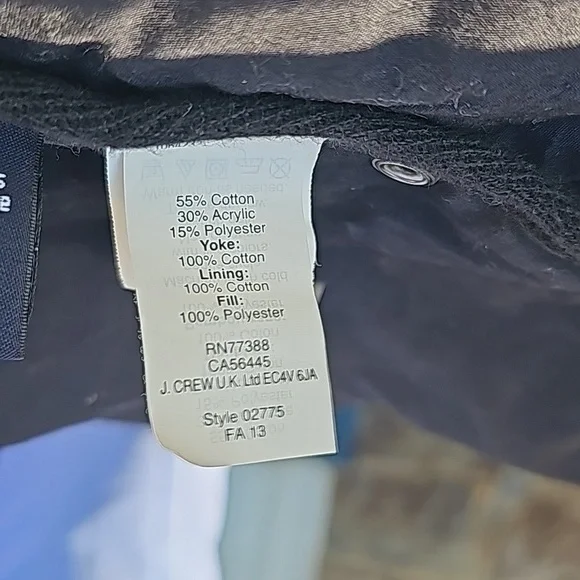 55% Cotton
30% Acrylic
15% Polyester
Yoke:
100% Cotton
Lining:
100% Cotton
Fill:
100% Polyester
RN77388
CA56445
J. CREW U.K. Ltd EC4V 6JA
Style 02775
FA 13